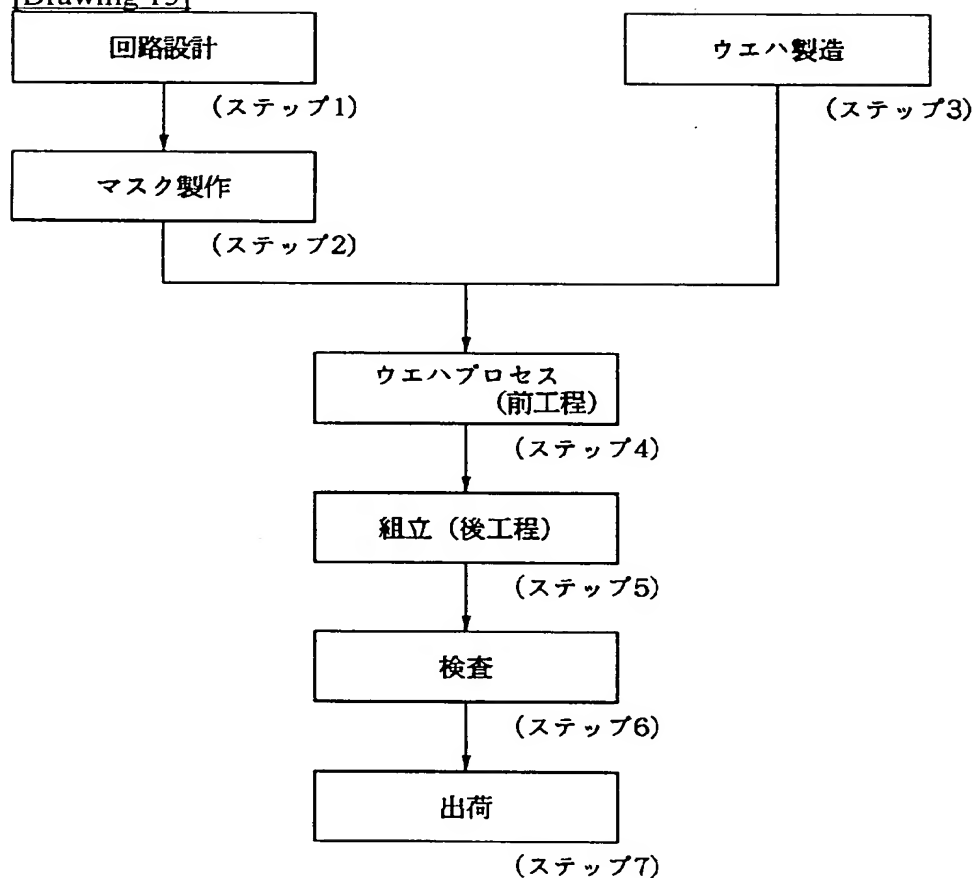 [Drawing 15]
回路設計
(ステップ1)
マスク製作
(ステップ2)
ウエハ製造
(ステップ3)
ウエハプロセス
(前工程)
(ステップ4)
組立(後工程)
(ステップ5)
検査
(ステップ6)
出荷
(ステップ7)